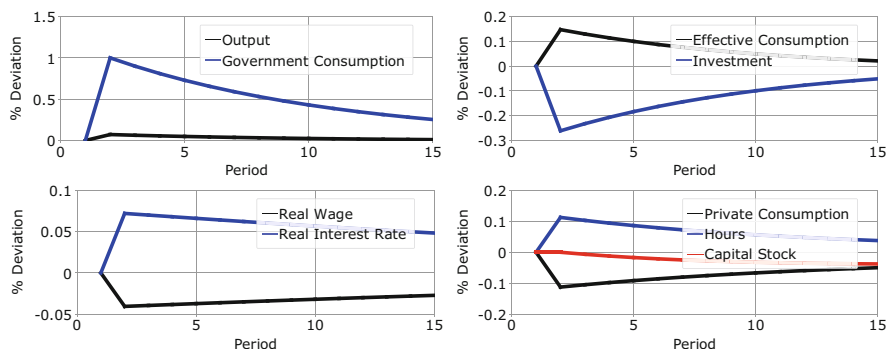 1.5
1
0.5
0
% Deviation
Output
Government Consumption
0
5
10
15
Period
0.2
0.1
0
-0.1
-0.2
-0.3
% Deviation
Effective Consumption
Investment
0
5
10
15
Period
0.1
0.05
0
-0.05
% Deviation
Real Wage
Real Interest Rate
0
5
10
15
Period
0.2
0.1
0
-0.1
-0.2
% Deviation
Private Consumption
Hours
Capital Stock
0
5
10
15
Period